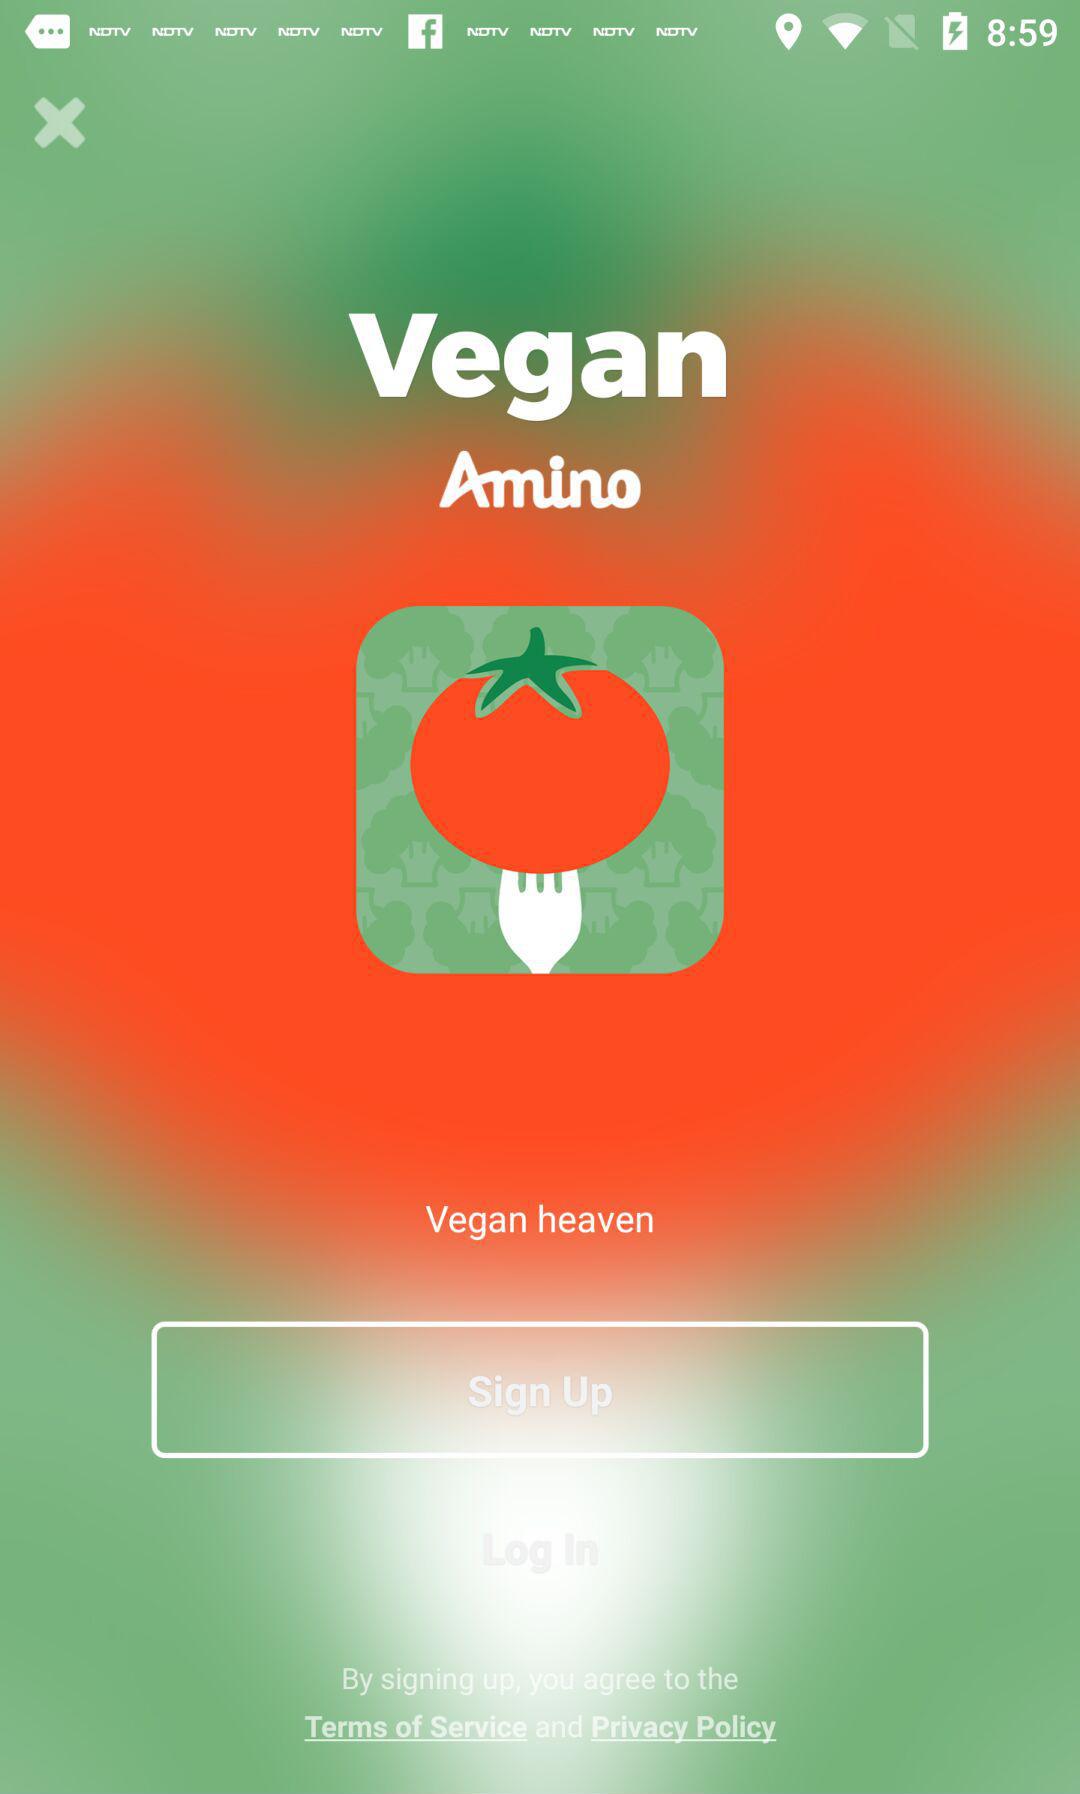 NDTV NDTV NDTV NDTV NDTV f NDTV NDTV NDTV NDTV 8:59
Vegan
Amino
Vegan heaven
Sign Up
Log In
By signing up, you agree to the
Terms of Service and Privacy Policy